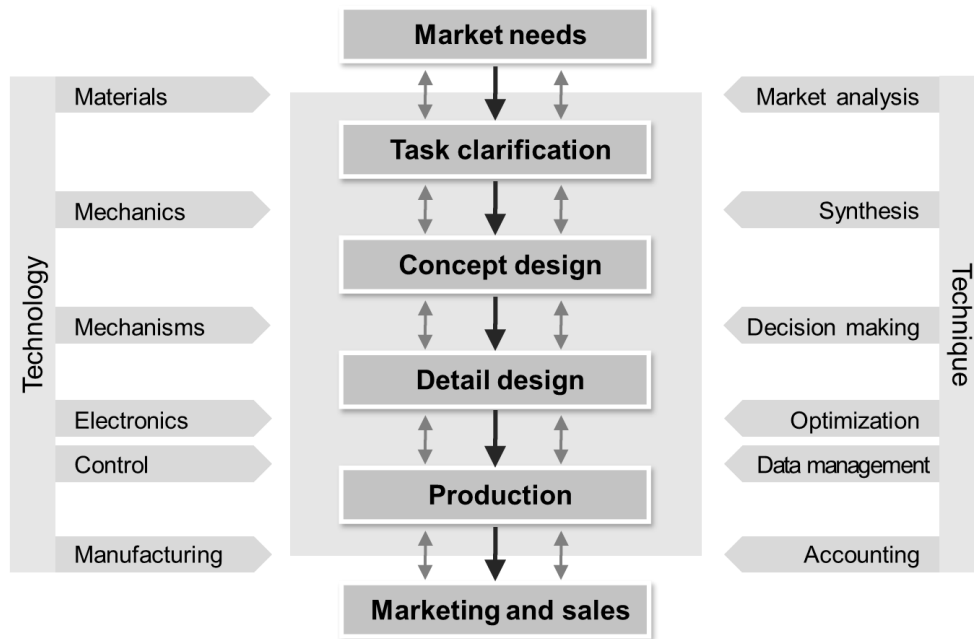 Market needs
Materials
Market analysis
Task clarification
Mechanics
Synthesis
Concept design
Technology
Technique
Mechanisms
Decision making
Detail design
Electronics
Optimization
Control
Data management
Production
Manufacturing
Accounting
Marketing and sales